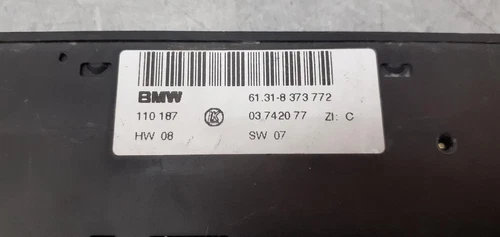 BMW 61.31-8 373 772
110 187 K 03 7420 77 ZI: C
HW 08 SW 07